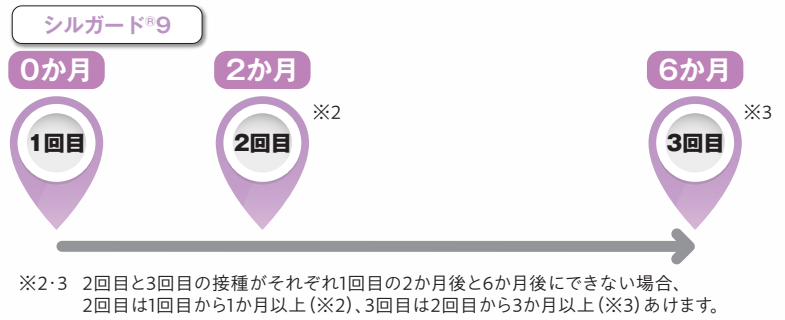 シルガード®9
0か月 2か月 6か月
1回目 2回目 ※2 3回目 ※3
※2·3 2回目と3回目の接種がそれぞれ1回目の2か月後と6か月後にできない場合、
2回目は1回目から1か月以上(※2)、3回目は2回目から3か月以上(※3)あけます。